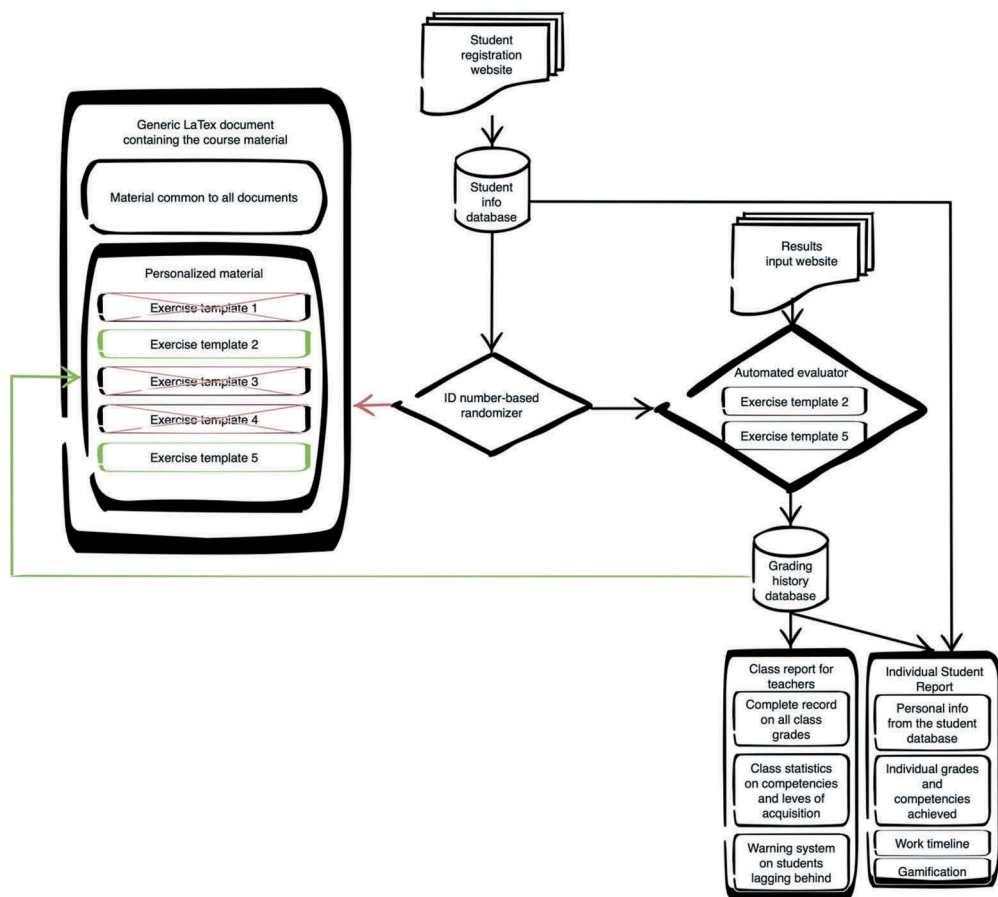 Student
registration
website
Generic LaTex document
containing the course material
Material common to all documents
Student
info
database
Results
input website
Personalized material
Exercise template 1
Exercise template 2
Exercise template 3
Exercise template 4
Exercise template 5
ID number-based
randomizer
Automated evaluator
Exercise template 2
Exercise template 5
Grading
history
database
Class report for
teachers
Complete record
on all class
grades
Class statistics
on competencies
and leves of
acquisition
Warning system
on students
lagging behind
Individual Student
Report
Personal info
from the student
database
Individual grades
and
competencies
achieved
Work timeline
Gamification